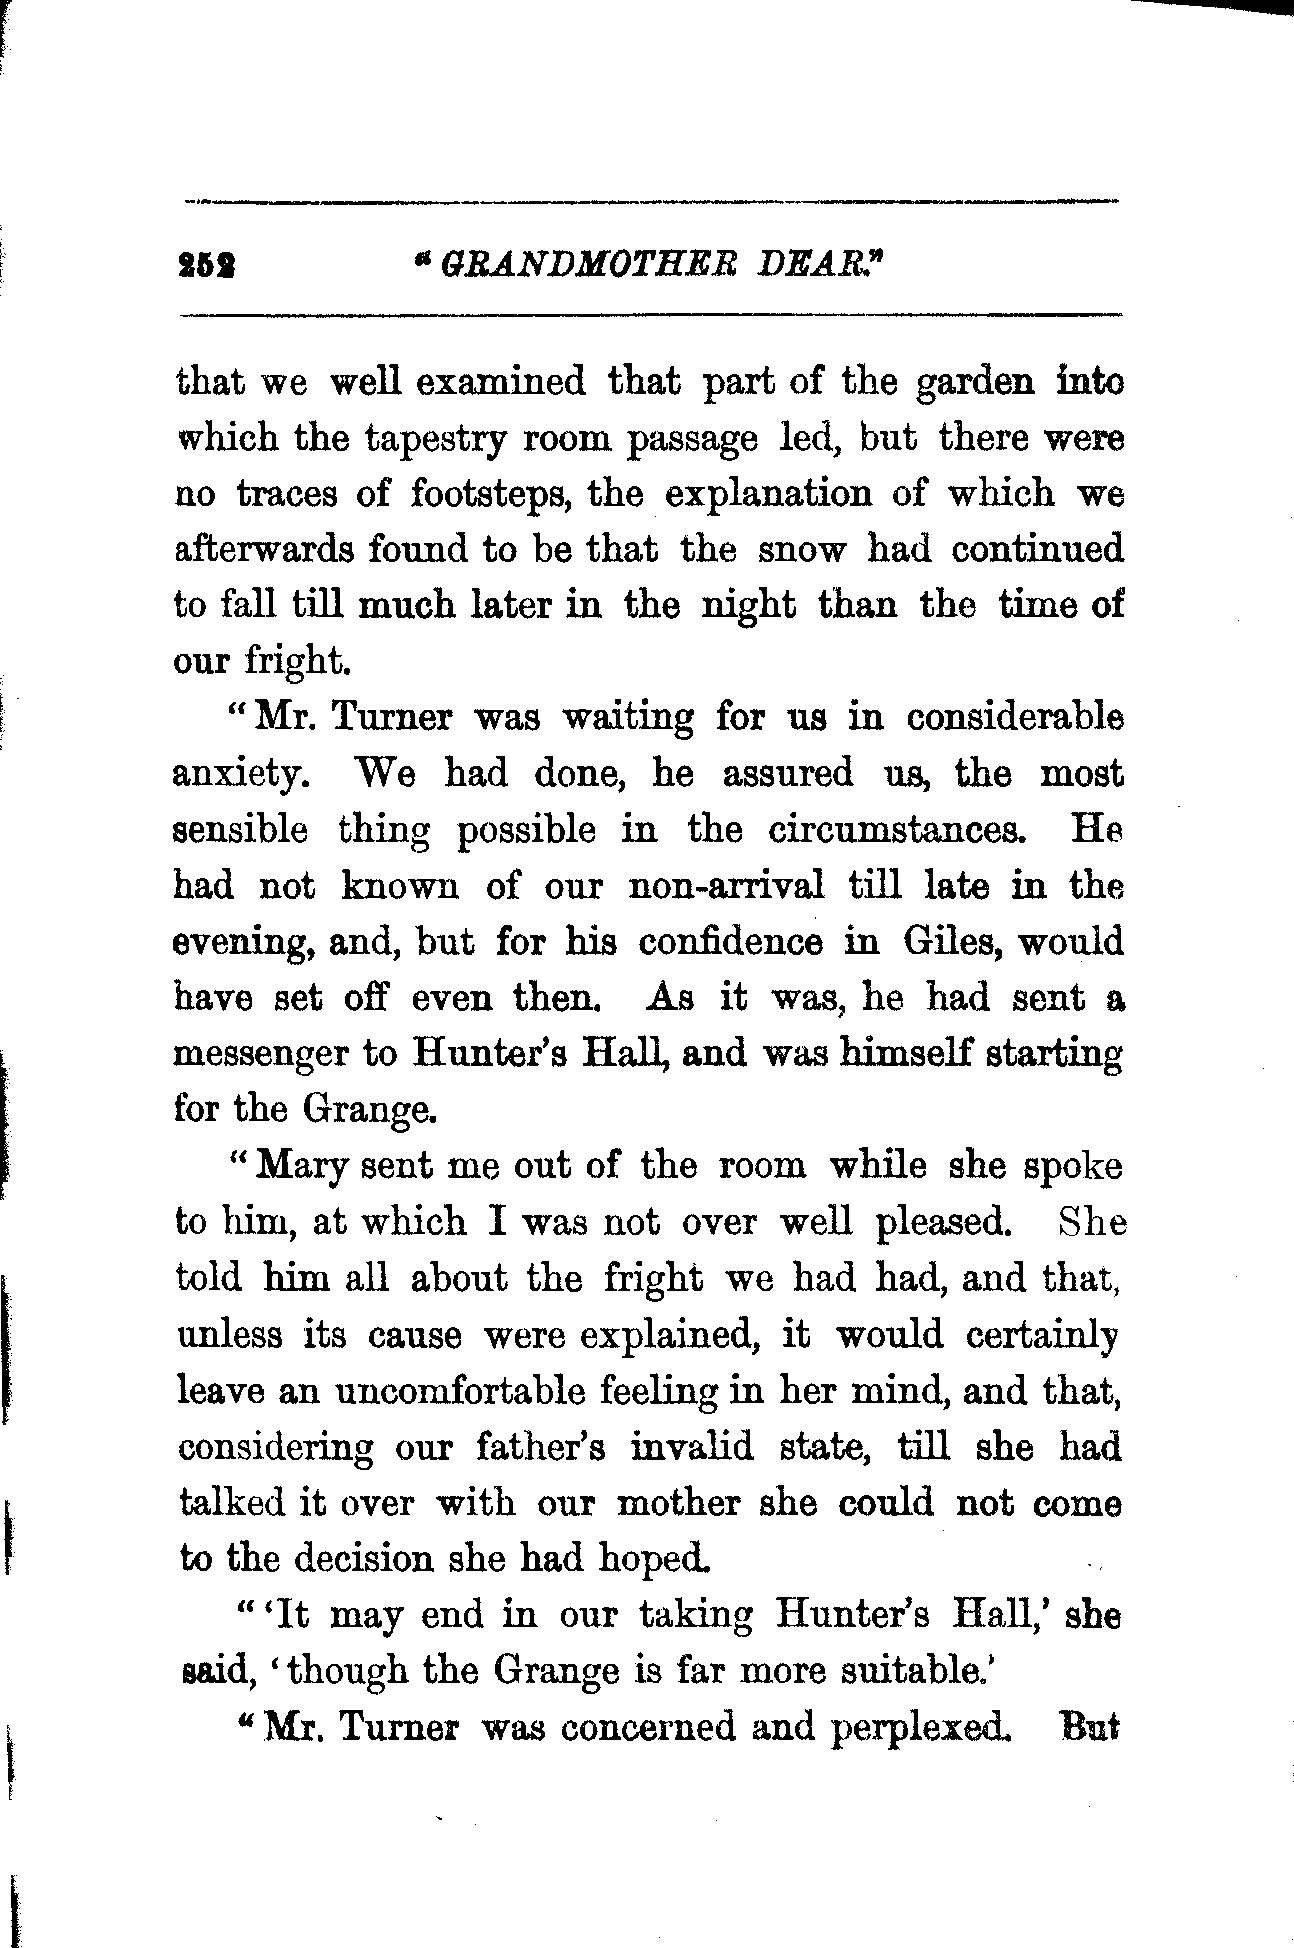 252 “GRANDMOTHER DEAR.”
that we well examined that part of the garden into
which the tapestry room passage led, but there were
no traces of footsteps, the explanation of which we
afterwards found to be that the snow had continued
to fall till much later in the night than the time of
our fright.
“Mr. Turner was waiting for us in considerable
anxiety. We had done, he assured us, the most
sensible thing possible in the circumstances. He
had not known of our non-arrival till late in the
evening, and, but for his confidence in Giles, would
have set off even then. As it was, he had sent a
messenger to Hunter’s Hall, and was himself starting
for the Grange.
“Mary sent me out of the room while she spoke
to him, at which I was not over well pleased. She
told him all about the fright we had had, and that,
unless its cause were explained, it would certainly
leave an uncomfortable feeling in her mind, and that,
considering our father’s invalid state, till she had
talked it over with our mother she could not come
to the decision she had hoped.
“‘It may end in our taking Hunter’s Hall,’ she
said, ‘though the Grange is far more suitable.’
“Mr. Turner was concerned and perplexed. But